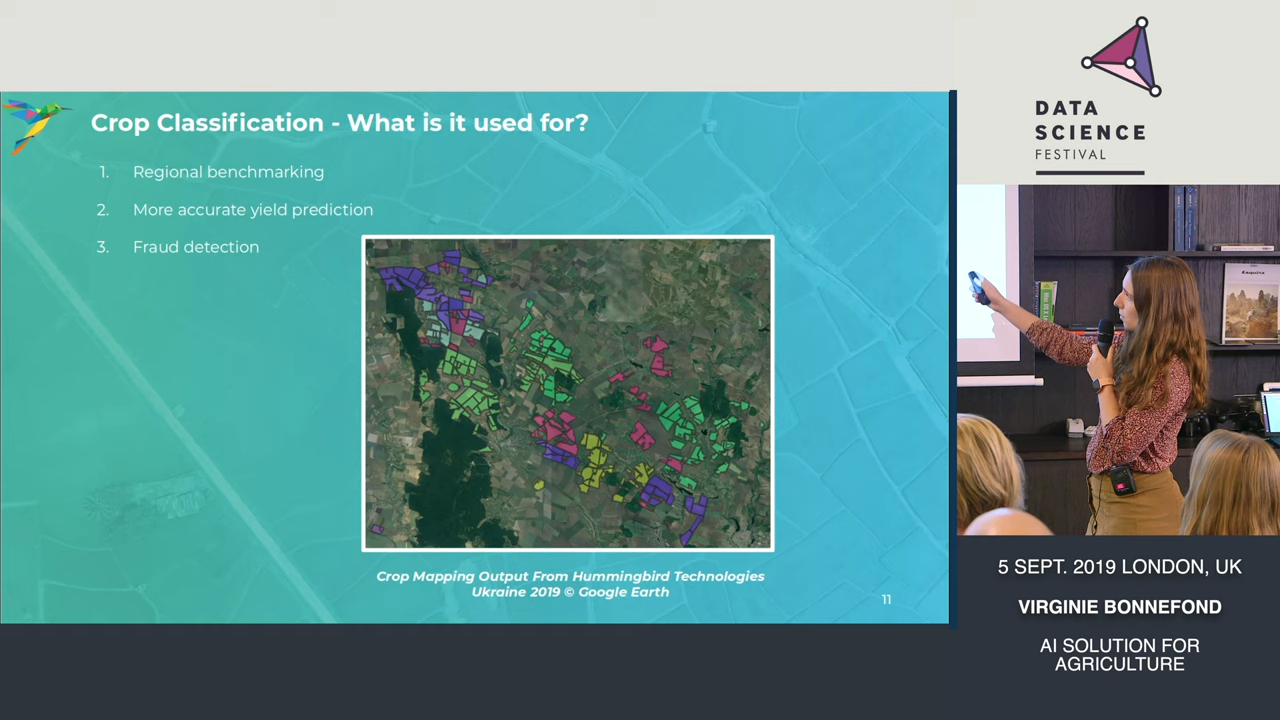 Crop Classification - What is it used for?
1. Regional benchmarking
2. More accurate yield prediction
3. Fraud detection
Crop Mapping Output From Hummingbird Technologies
Ukraine 2019 © Google Earth
11
DATA
SCIENCE
FESTIVAL
Esquire
5 SEPT. 2019 LONDON, UK
VIRGINIE BONNEFOND
AI SOLUTION FOR
AGRICULTURE